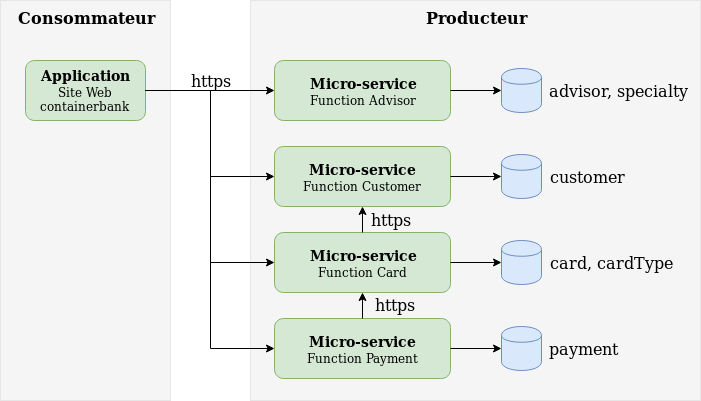 Consommateur
Producteur
Application
Site Web
containerbank
https
Micro-service
Function Advisor
advisor, specialty
Micro-service
Function Customer
customer
https
Micro-service
Function Card
card, cardType
https
Micro-service
Function Payment
payment